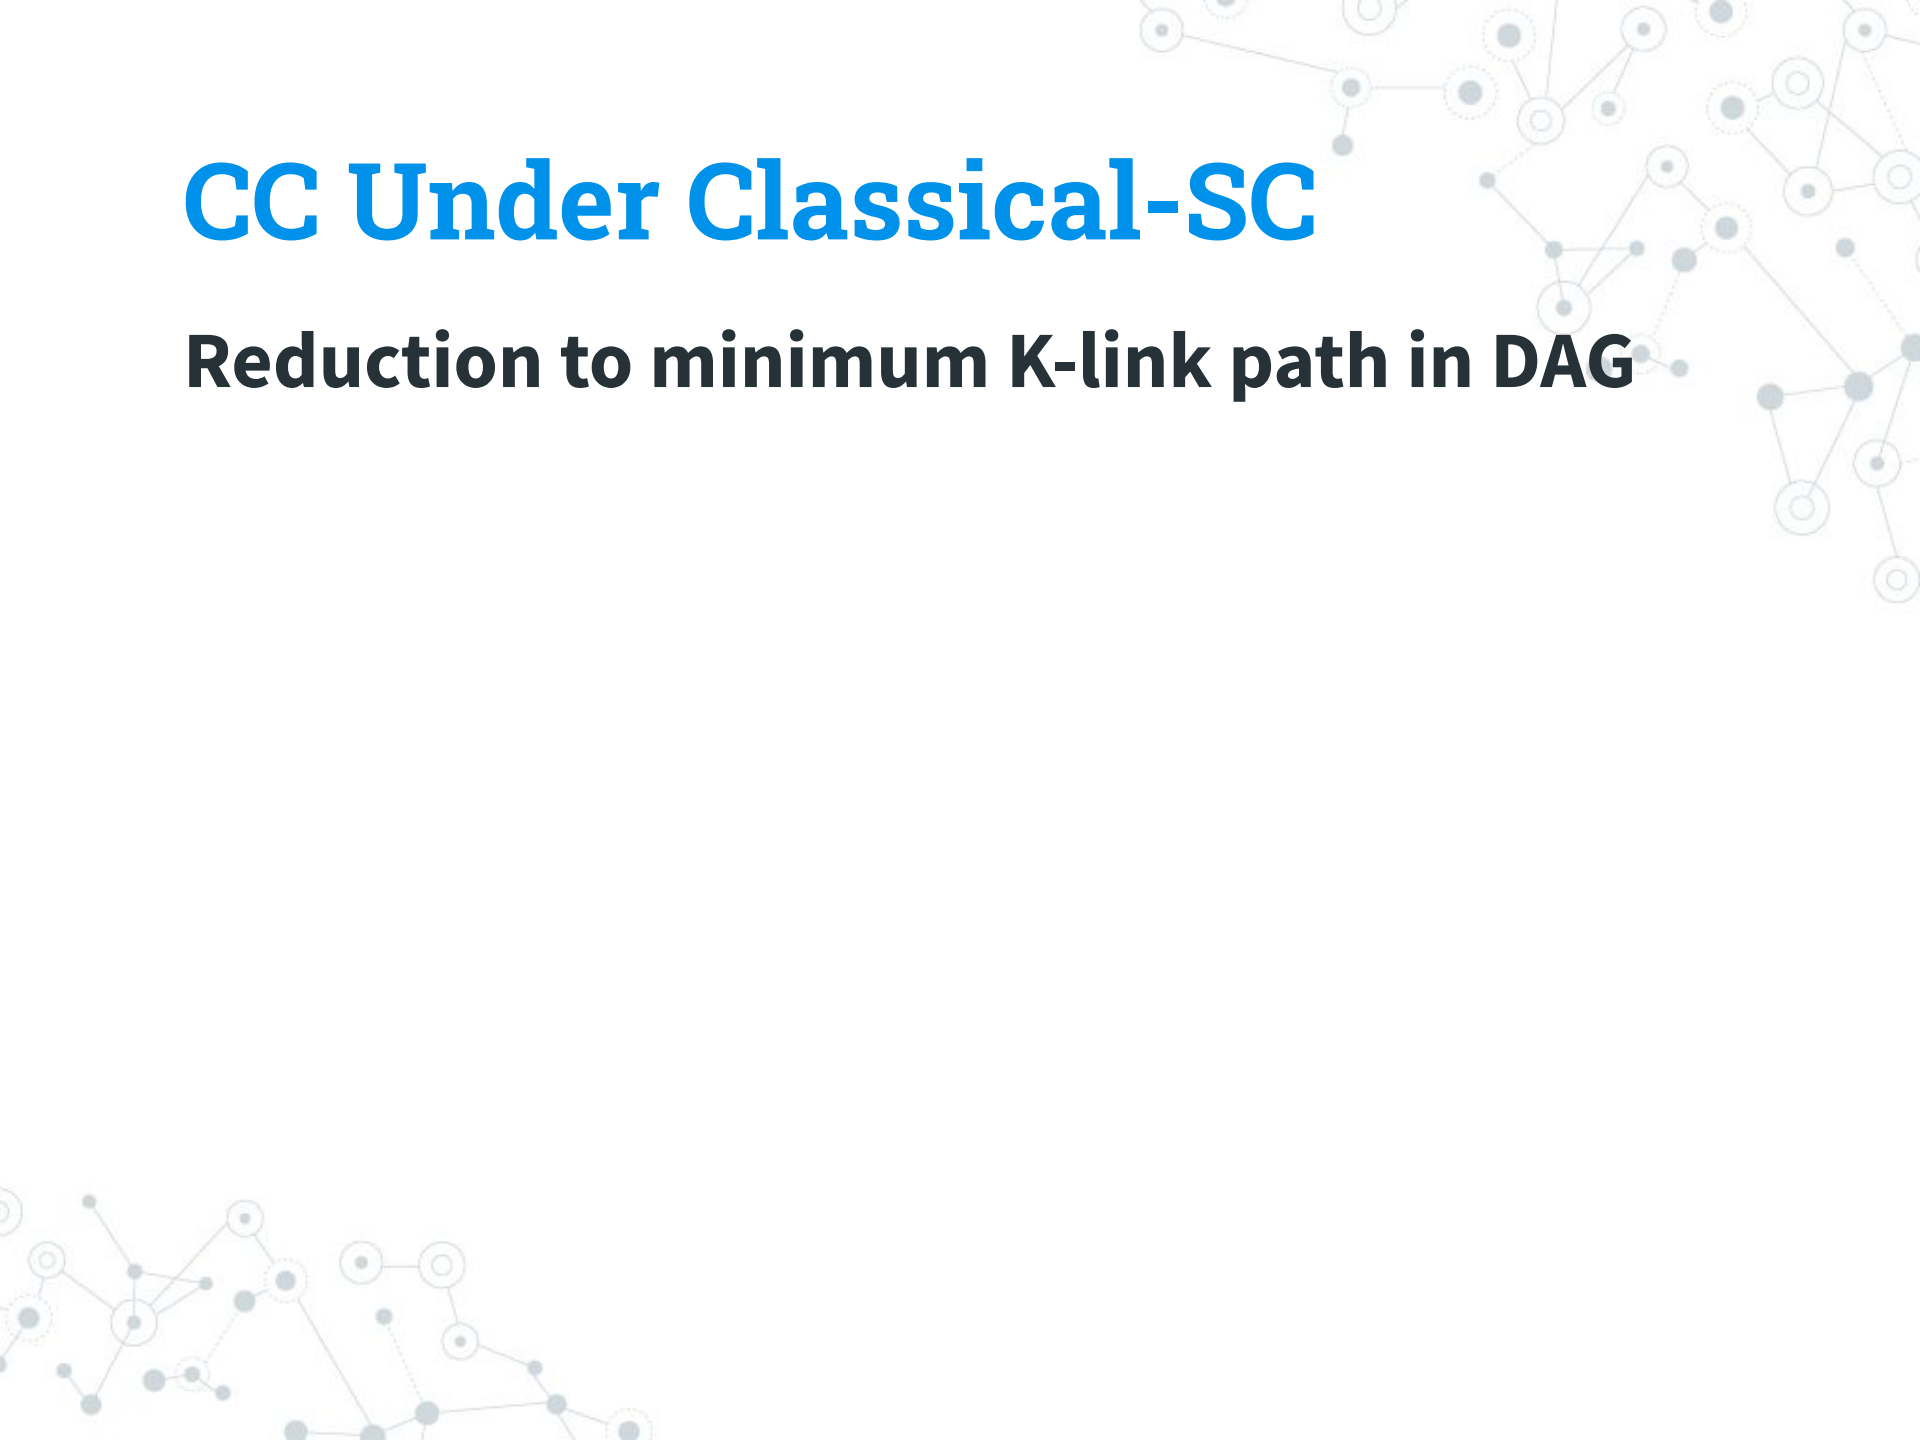 CC Under Classical-SC
Reduction to minimum K-link path in DAG